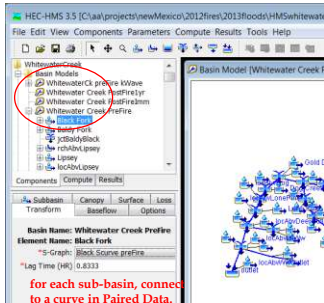 HEC-HMS 3.5 [C:\aa\projects\newMexico\2012fires\2013floods\HMSwhitewate
File Edit View Components Parameters Compute Results Tools Help
WhitewaterCreek
Basin Models
WhitewaterCk preFire kWave
Whitewater Creek PostFire1yr
Whitewater Creek PostFire1mm
Whitewater Creek PreFire
Black Fork
Baldy Fork
jctBaldyBlack
rchAbvLipsey
Lipsey
locAbvLipsey
Components Compute Results
Basin Model [Whitewater Creek P
Gold D
outlet
Subbasin Canopy Surface Loss
Transform Baseflow Options
Basin Name: Whitewater Creek PreFire
Element Name: Black Fork
*S-Graph: Black Scurve preFire
*Lag Time (HR) 0.8333
for each sub-basin, connec
to a curve in Paired Data.